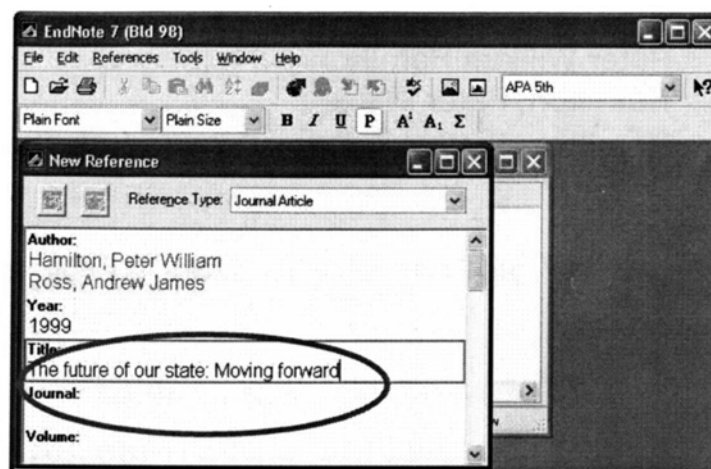 EndNote 7 (Bld 98)
File Edit References Tools Window Help
APA 5th
Plain Font Plain Size B I U P A¹ A₁ Σ
New Reference
Reference Type: Journal Article
Author:
Hamilton, Peter William
Ross, Andrew James
Year:
1999
Title:
The future of our state: Moving forward
Journal:
Volume: